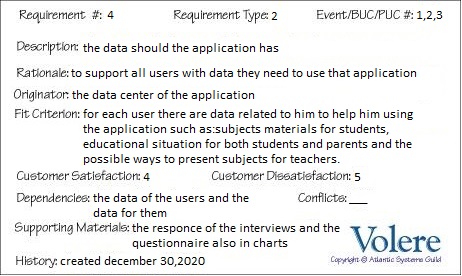 Requirement #: 4 Requirement Type: 2 Event/BUC/PUC #: 1,2,3
Description: the data should the application has
Rationale: to support all users with data they need to use that application
Originator: the data center of the application
Fit Criterion: for each user there are data related to him to help him using
the application such as:subjects materials for students,
educational situation for both students and parents and the
possible ways to present subjects for teachers.
Customer Satisfaction: 4 Customer Dissatisfaction: 5
Dependencies: the data of the users and the Conflicts: ___
data for them
Supporting Materials: the responce of the interviews and the
questionnaire also in charts
Volere
Copyright © Atlantic Systems Guild
History: created december 30,2020